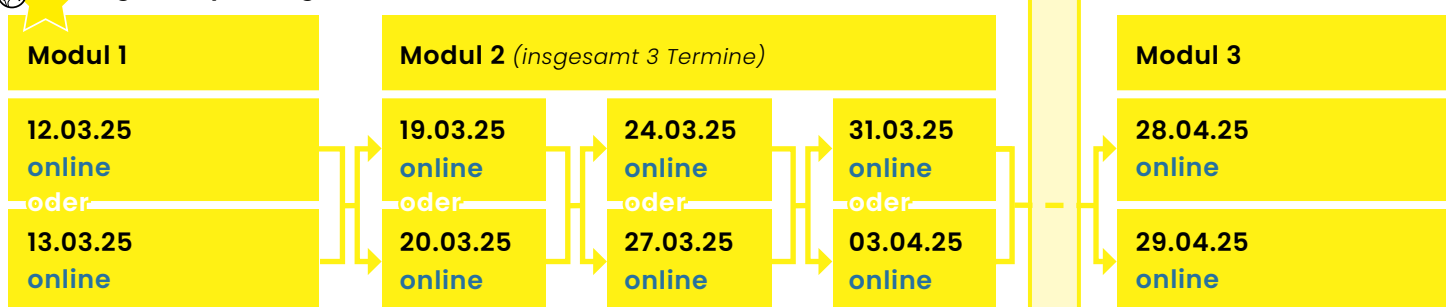 Modul 1
12.03.25
online
oder
13.03.25
online
Modul 2 (insgesamt 3 Termine)
19.03.25
online
oder
20.03.25
online
24.03.25
online
oder
27.03.25
online
31.03.25
online
oder
03.04.25
online
Modul 3
28.04.25
online
29.04.25
online